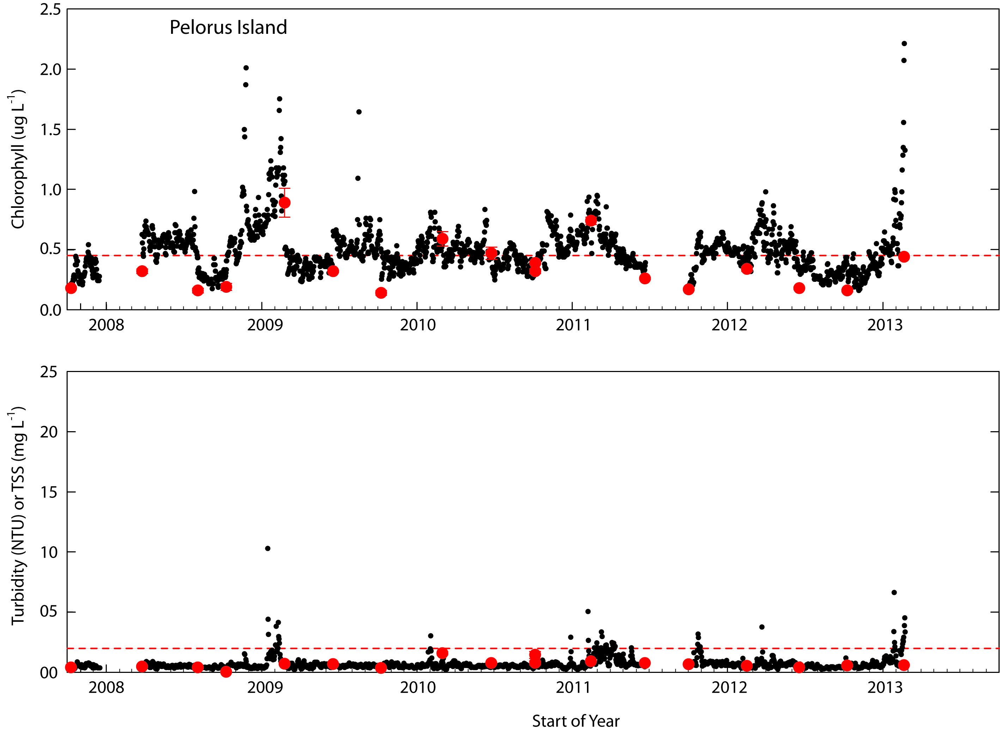 Pelorus Island
Chlorophyll (ug L⁻¹)
2.5
2.0
1.5
1.0
0.5
0.0
2008 2009 2010 2011 2012 2013
Turbidity (NTU) or TSS (mg L⁻¹)
25
20
15
10
05
00
2008 2009 2010 2011 2012 2013
Start of Year